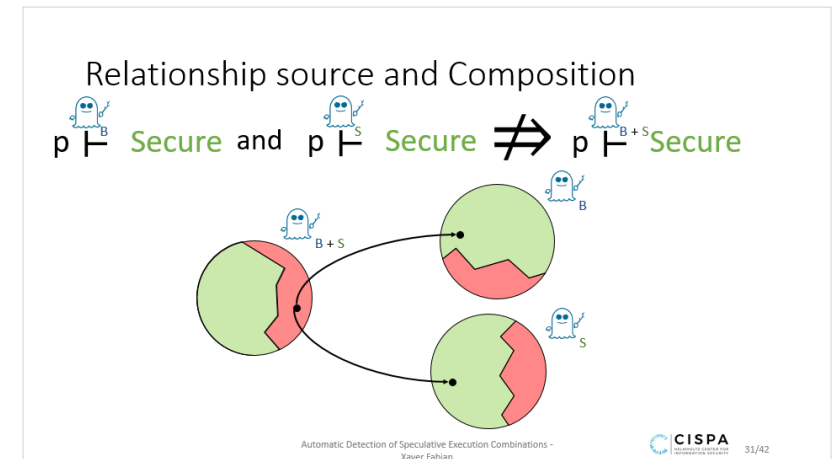 Relationship source and Composition
p ⊢ B Secure and p ⊢ S Secure ⇏ p ⊢ B + S Secure
B
B + S
S
Automatic Detection of Speculative Execution Combinations -
Xaver Fabian
CISPA
HELMHOLTZ CENTER FOR
INFORMATION SECURITY
31/42